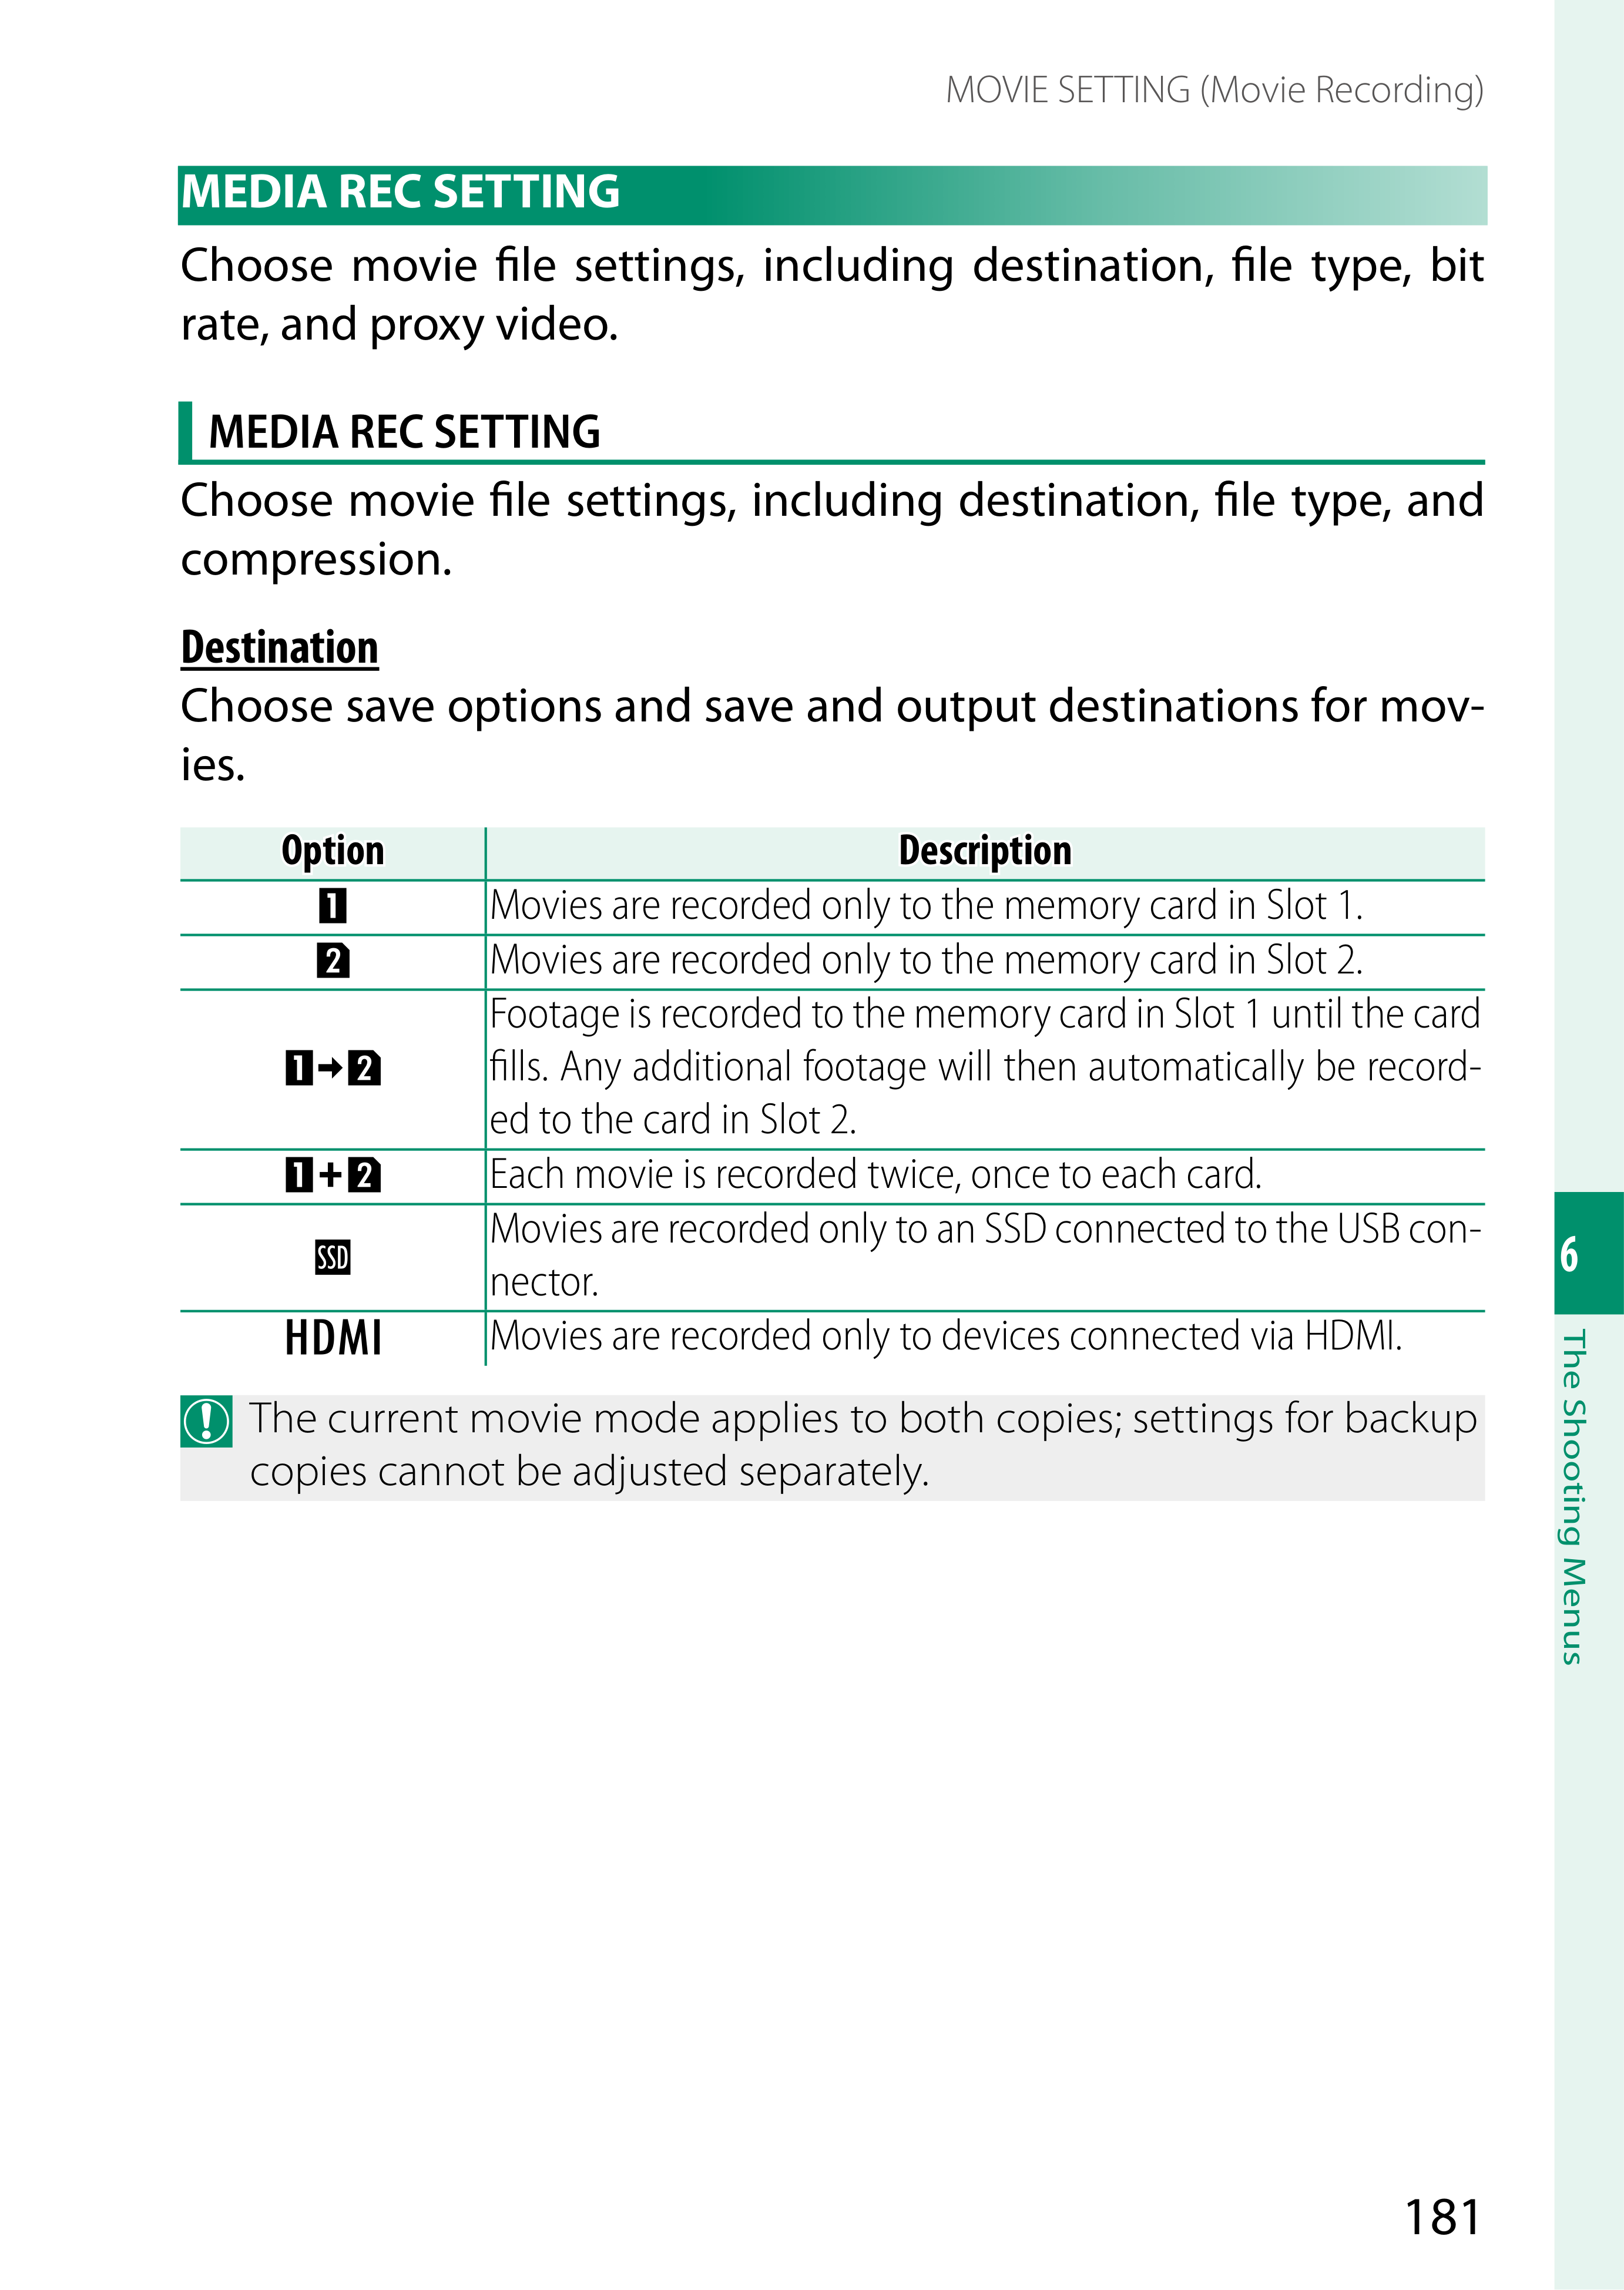 MOVIE SETTING (Movie Recording)
MEDIA REC SETTING
Choose movie file settings, including destination, file type, bit
rate, and proxy video.
MEDIA REC SETTING
Choose movie file settings, including destination, file type, and
compression.
Destination
Choose save options and save and output destinations for mov-
ies.
Option Description
1 Movies are recorded only to the memory card in Slot 1.
2 Movies are recorded only to the memory card in Slot 2.
1➞2 Footage is recorded to the memory card in Slot 1 until the card
fills. Any additional footage will then automatically be record-
ed to the card in Slot 2.
1+2 Each movie is recorded twice, once to each card.
SSD Movies are recorded only to an SSD connected to the USB con-
nector.
HDMI Movies are recorded only to devices connected via HDMI.
The current movie mode applies to both copies; settings for backup
copies cannot be adjusted separately.
6
The Shooting Menus
181